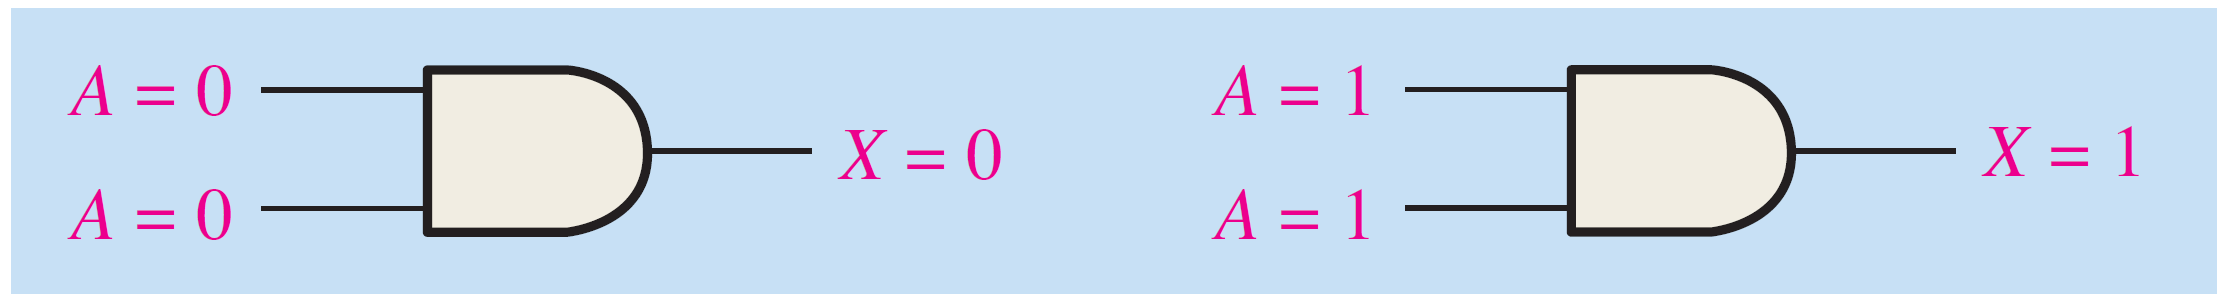 A = 0
A = 0
X = 0
A = 1
A = 1
X = 1